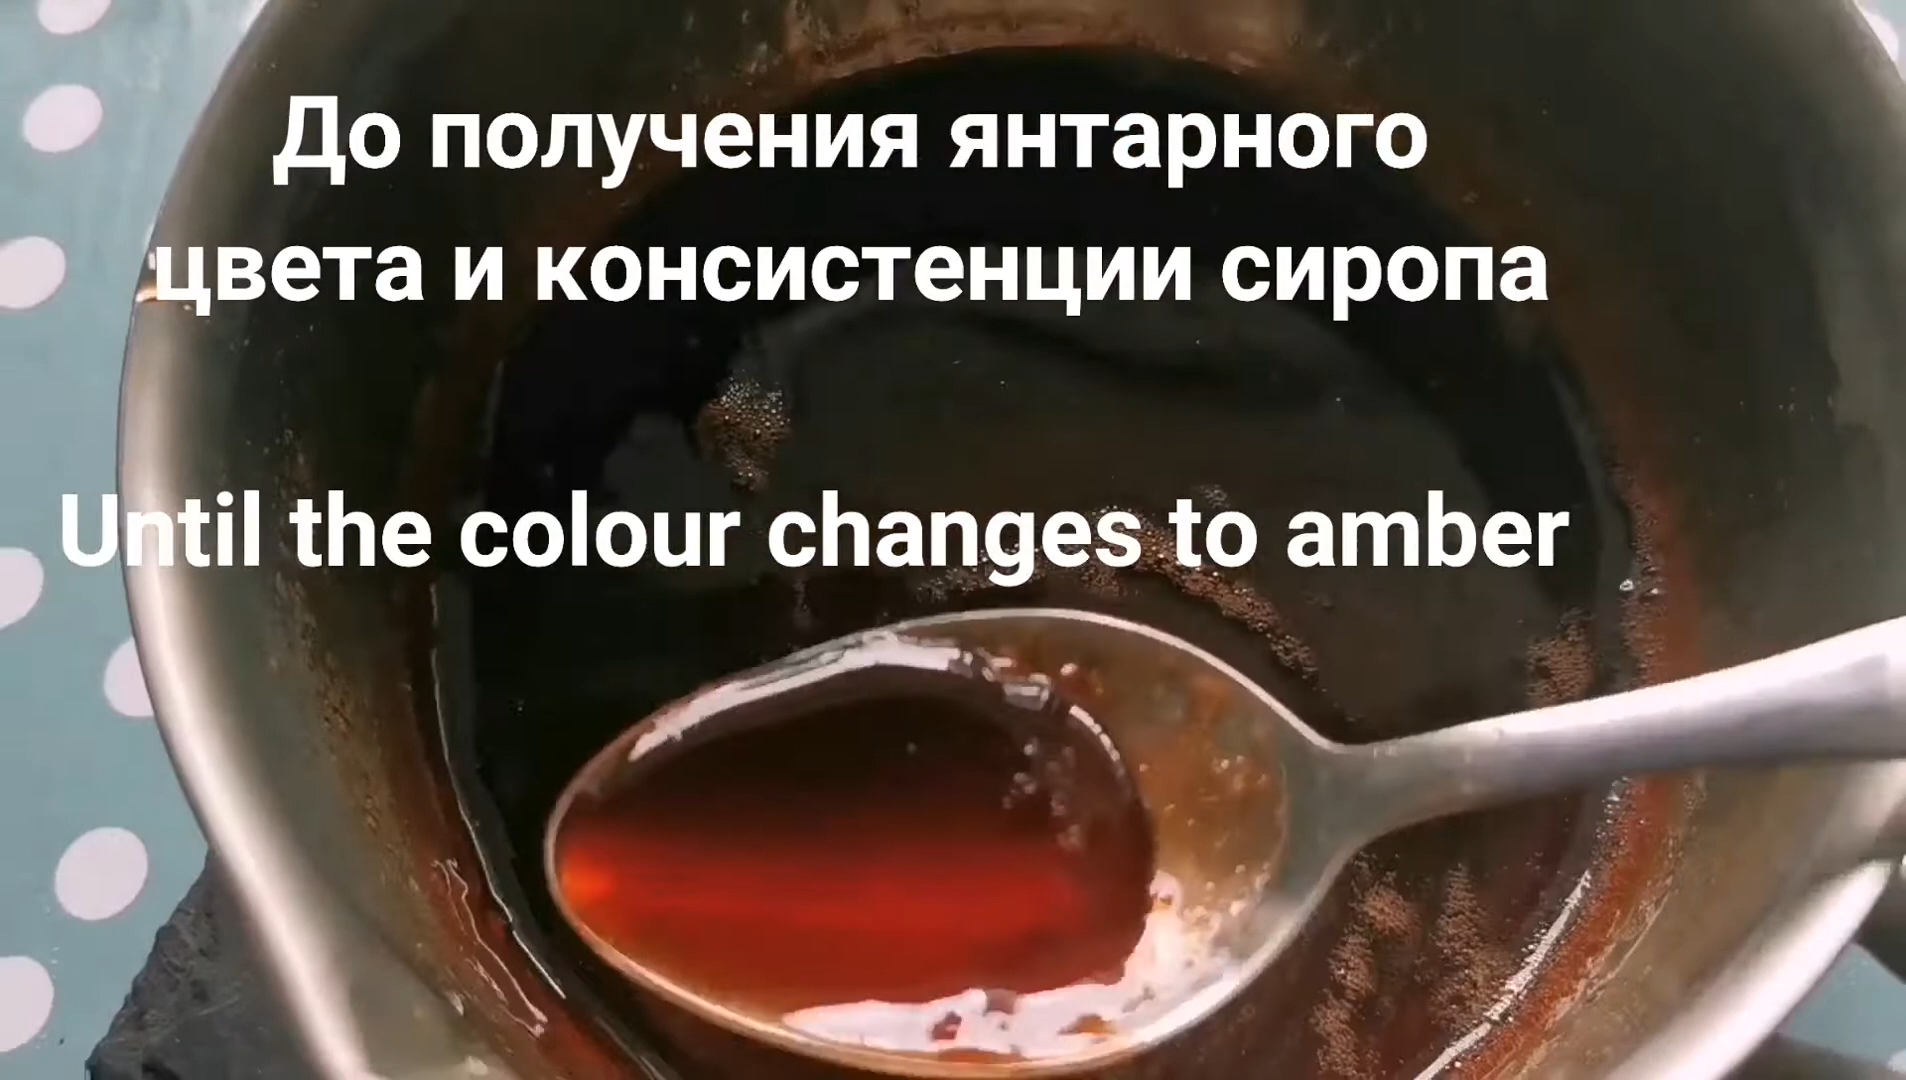 До получения янтарного
цвета и консистенции сиропа
Until the colour changes to amber